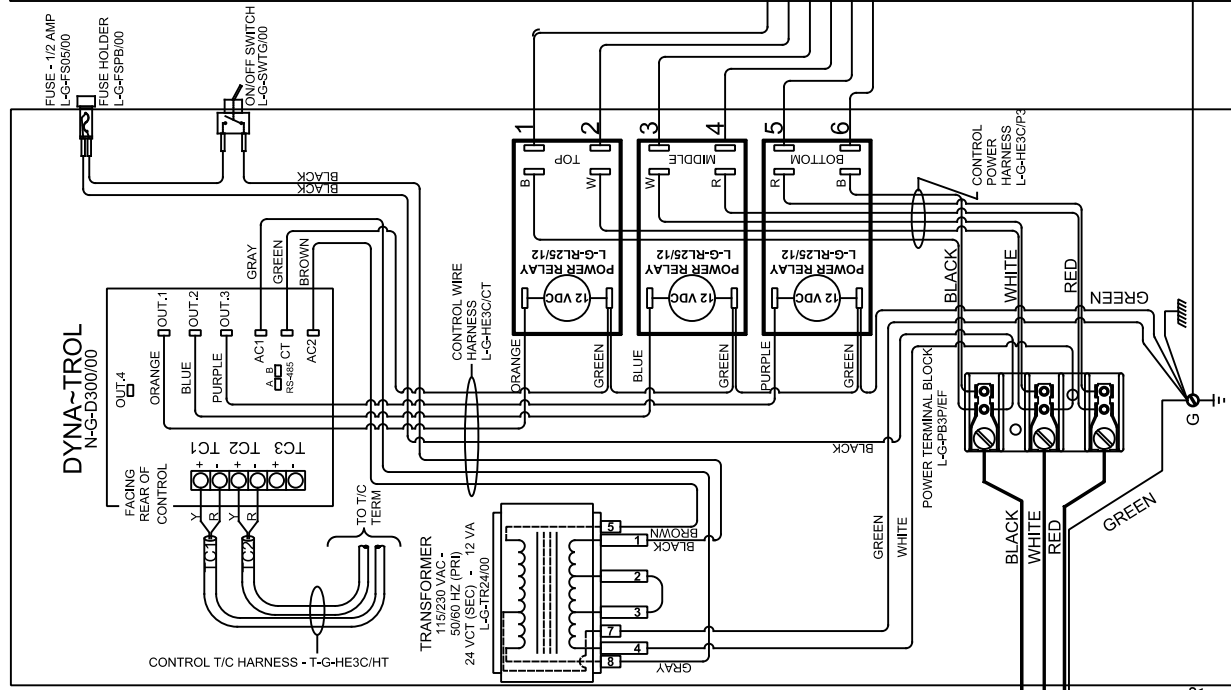 FUSE - 1/2 AMP
L-G-FS05/00
FUSE HOLDER
L-G-FSPB/00
ON/OFF SWITCH
L-G-SWTG/00
BLACK
BLACK
1
2
3
4
5
6
TOP
MIDDLE
BOTTOM
B
W
W
R
R
B
CONTROL
POWER
HARNESS
L-G-HE3C/P3
POWER RELAY
L-G-RL25/12
12 VDC
POWER RELAY
L-G-RL25/12
12 VDC
POWER RELAY
L-G-RL25/12
12 VDC
ORANGE
GREEN
BLUE
GREEN
PURPLE
GREEN
DYNA~TROL
N-G-D300/00
OUT.4
OUT.1
OUT.2
OUT.3
AC1
CT
AC2
A B
RS-485
ORANGE
BLUE
PURPLE
GRAY
GREEN
BROWN
CONTROL WIRE
HARNESS
L-G-HE3C/CT
TC1
TC2
TC3
+ - + - + -
FACING
REAR OF
CONTROL
Y
R
Y
R
TC1
TC2
TO T/C
TERM
CONTROL T/C HARNESS - T-G-HE3C/HT
TRANSFORMER
115/230 VAC -
50/60 HZ (PRI)
24 VCT (SEC) - 12 VA
L-G-TR24/00
5
1
2
3
7
4
8
BROWN
BLACK
GRAY
BLACK
GREEN
WHITE
POWER TERMINAL BLOCK
L-G-PB3P/EF
BLACK
WHITE
RED
GREEN
G
BLACK
WHITE
RED
GREEN